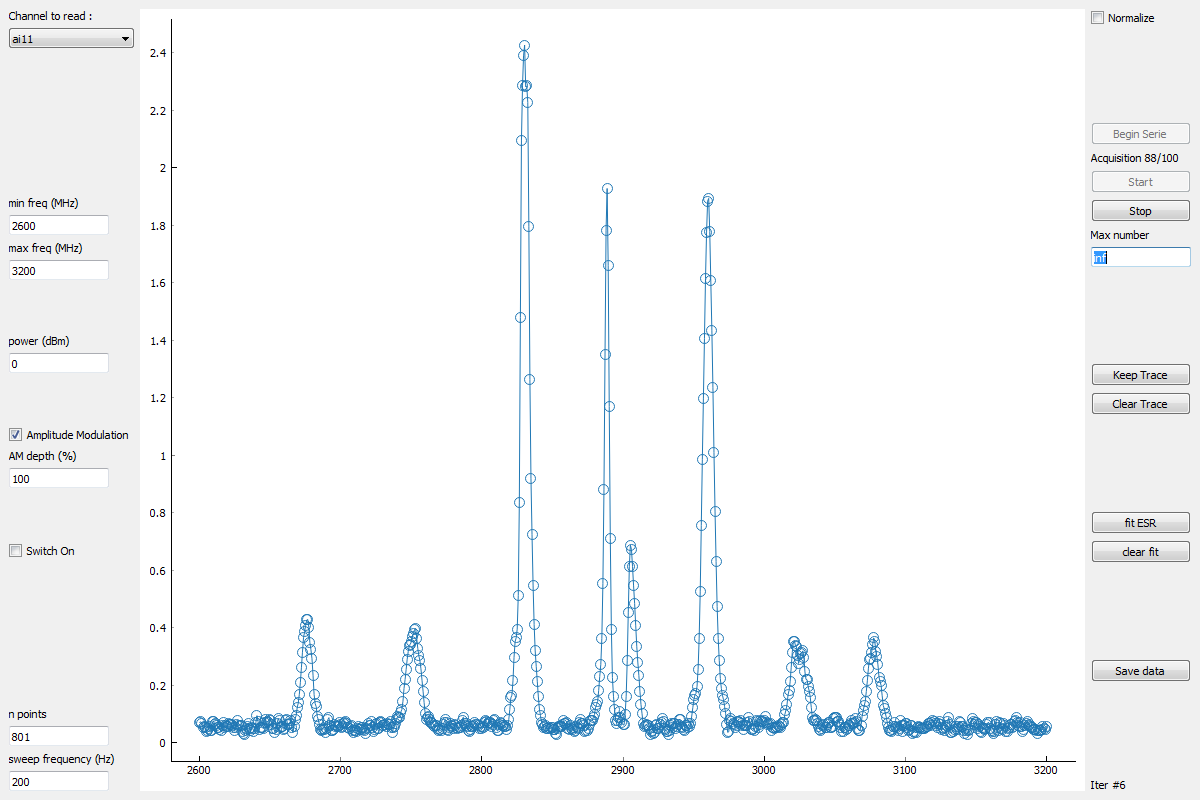 Channel to read :
ai11
min freq (MHz)
2600
max freq (MHz)
3200
power (dBm)
0
Amplitude Modulation
AM depth (%)
100
Switch On
n points
801
sweep frequency (Hz)
200
2.4
2.2
2
1.8
1.6
1.4
1.2
1
0.8
0.6
0.4
0.2
0
2600 2700 2800 2900 3000 3100 3200
Normalize
Begin Serie
Acquisition 88/100
Start
Stop
Max number
inf
Keep Trace
Clear Trace
fit ESR
clear fit
Save data
Iter #6